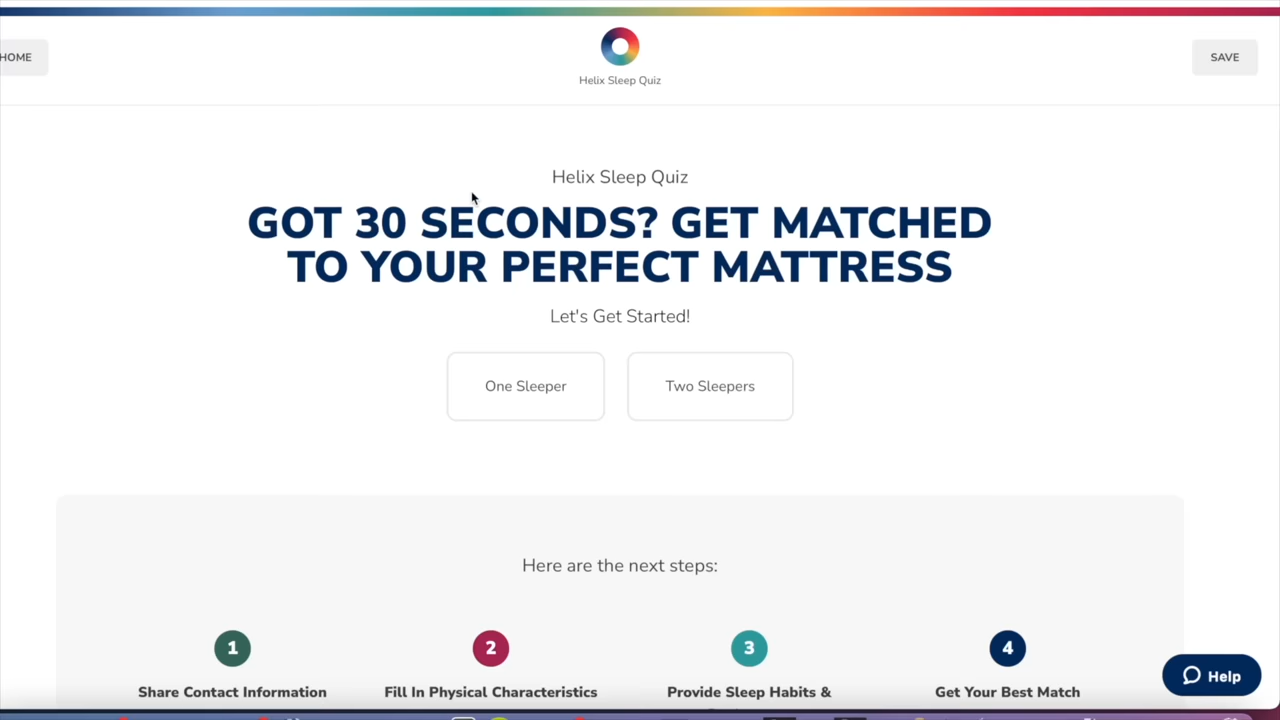 HOME
Helix Sleep Quiz
SAVE
Helix Sleep Quiz
GOT 30 SECONDS? GET MATCHED
TO YOUR PERFECT MATTRESS
Let's Get Started!
One Sleeper
Two Sleepers
Here are the next steps:
1
2
3
4
Share Contact Information
Fill In Physical Characteristics
Provide Sleep Habits &
Get Your Best Match
Help